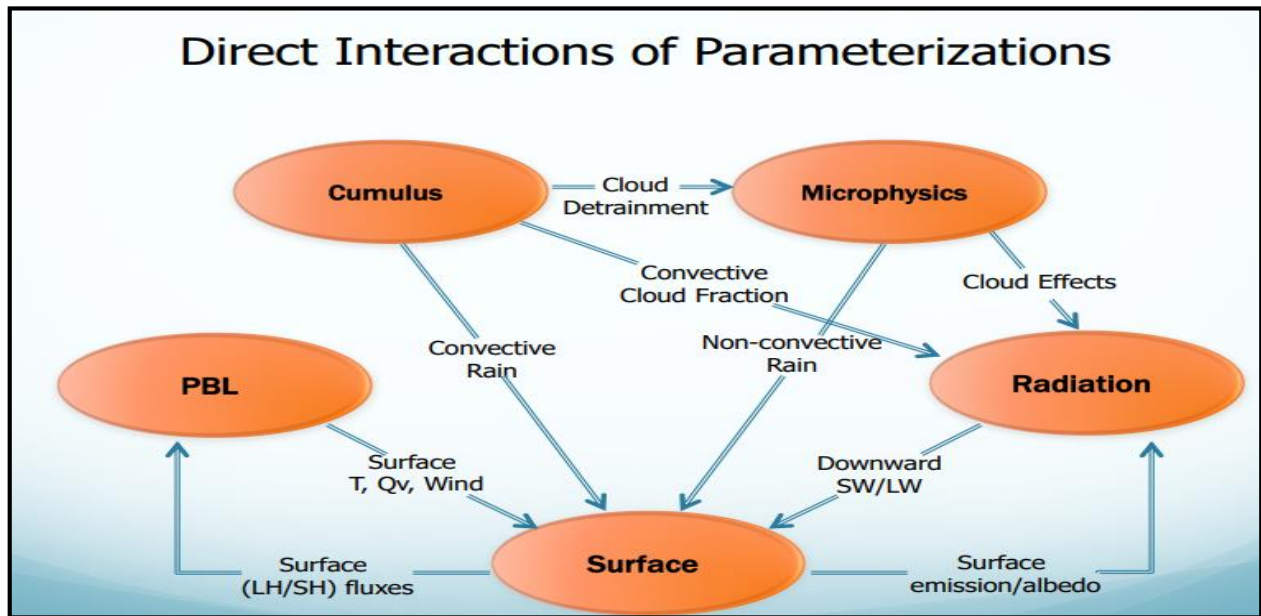 Direct Interactions of Parameterizations
Cumulus
Cloud
Detrainment
Microphysics
Convective
Cloud Fraction
Cloud Effects
Convective
Rain
Non-convective
Rain
PBL
Radiation
Surface
T, Qv, Wind
Downward
SW/LW
Surface
(LH/SH) fluxes
Surface
Surface
emission/albedo